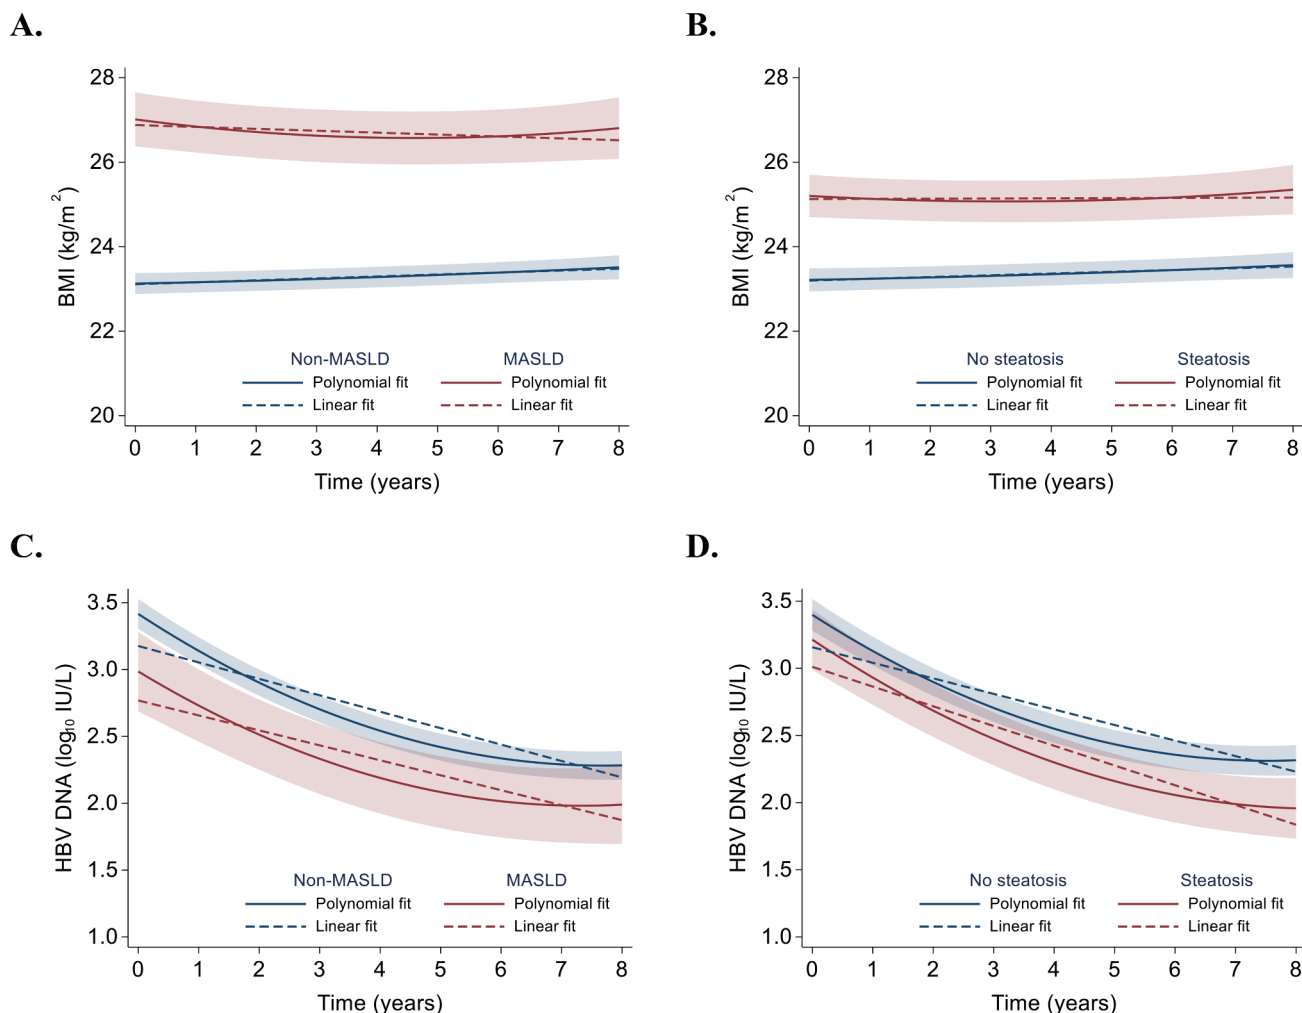 A.
BMI (kg/m²)
28
26
24
22
20
Non-MASLD MASLD
Polynomial fit Polynomial fit
Linear fit Linear fit
0 1 2 3 4 5 6 7 8
Time (years)
B.
BMI (kg/m²)
28
26
24
22
20
No steatosis Steatosis
Polynomial fit Polynomial fit
Linear fit Linear fit
0 1 2 3 4 5 6 7 8
Time (years)
C.
HBV DNA (log₁₀ IU/L)
3.5
3.0
2.5
2.0
1.5
1.0
Non-MASLD MASLD
Polynomial fit Polynomial fit
Linear fit Linear fit
0 1 2 3 4 5 6 7 8
Time (years)
D.
HBV DNA (log₁₀ IU/L)
3.5
3.0
2.5
2.0
1.5
1.0
No steatosis Steatosis
Polynomial fit Polynomial fit
Linear fit Linear fit
0 1 2 3 4 5 6 7 8
Time (years)